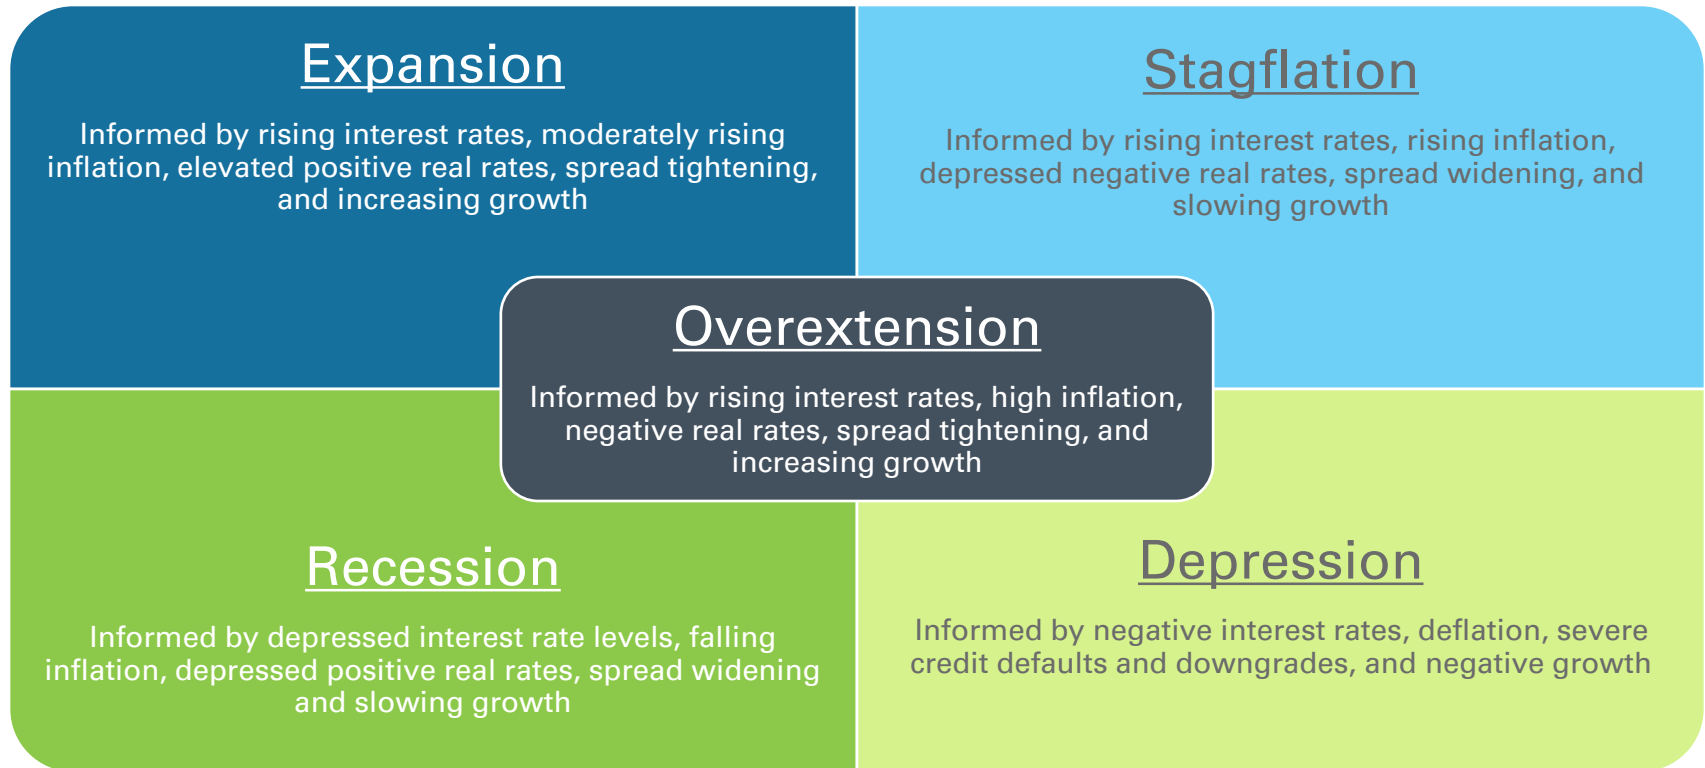 Expansion
Informed by rising interest rates, moderately rising
inflation, elevated positive real rates, spread tightening,
and increasing growth
Stagflation
Informed by rising interest rates, rising inflation,
depressed negative real rates, spread widening, and
slowing growth
Overextension
Informed by rising interest rates, high inflation,
negative real rates, spread tightening, and
increasing growth
Recession
Informed by depressed interest rate levels, falling
inflation, depressed positive real rates, spread widening
and slowing growth
Depression
Informed by negative interest rates, deflation, severe
credit defaults and downgrades, and negative growth